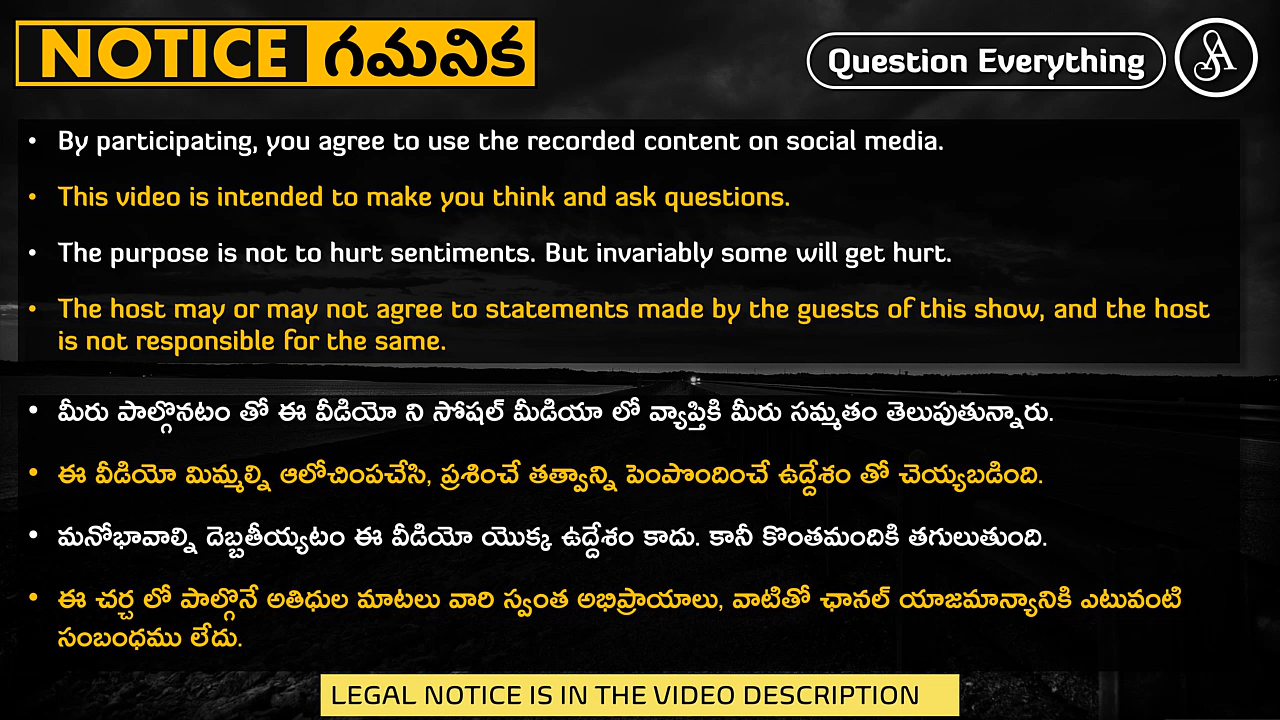 NOTICE గమనిక
Question Everything
• By participating, you agree to use the recorded content on social media.
• This video is intended to make you think and ask questions.
• The purpose is not to hurt sentiments. But invariably some will get hurt.
• The host may or may not agree to statements made by the guests of this show, and the host
is not responsible for the same.
• మీరు పాల్గొనటం తో ఈ వీడియో ని సోషల్ మీడియా లో వ్యాప్తికి మీరు సమ్మతం తెలుపుతున్నారు.
• ఈ వీడియో మిమ్మల్ని ఆలోచింపచేసి, ప్రశించే తత్వాన్ని పెంపొందించే ఉద్దేశం తో చెయ్యబడింది.
• మనోభావాల్ని దెబ్బతీయ్యటం ఈ వీడియో యొక్క ఉద్దేశం కాదు. కానీ కొంతమందికి తగులుతుంది.
• ఈ చర్చ లో పాల్గొనే అతిధుల మాటలు వారి స్వంత అభిప్రాయాలు, వాటితో ఛానల్ యాజమాన్యానికి ఎటువంటి
సంబంధము లేదు.
LEGAL NOTICE IS IN THE VIDEO DESCRIPTION